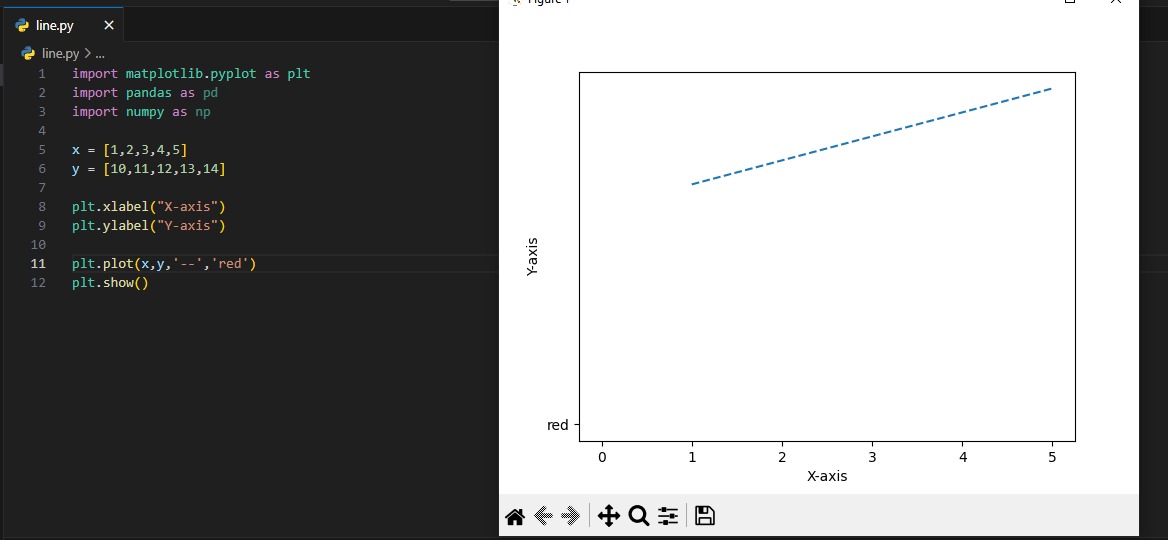 line.py
Figure 1
line.py > ...
1 import matplotlib.pyplot as plt
2 import pandas as pd
3 import numpy as np
4
5 x = [1,2,3,4,5]
6 y = [10,11,12,13,14]
7
8 plt.xlabel("X-axis")
9 plt.ylabel("Y-axis")
10
11 plt.plot(x,y,'--','red')
12 plt.show()
Y-axis
red
0 1 2 3 4 5
X-axis